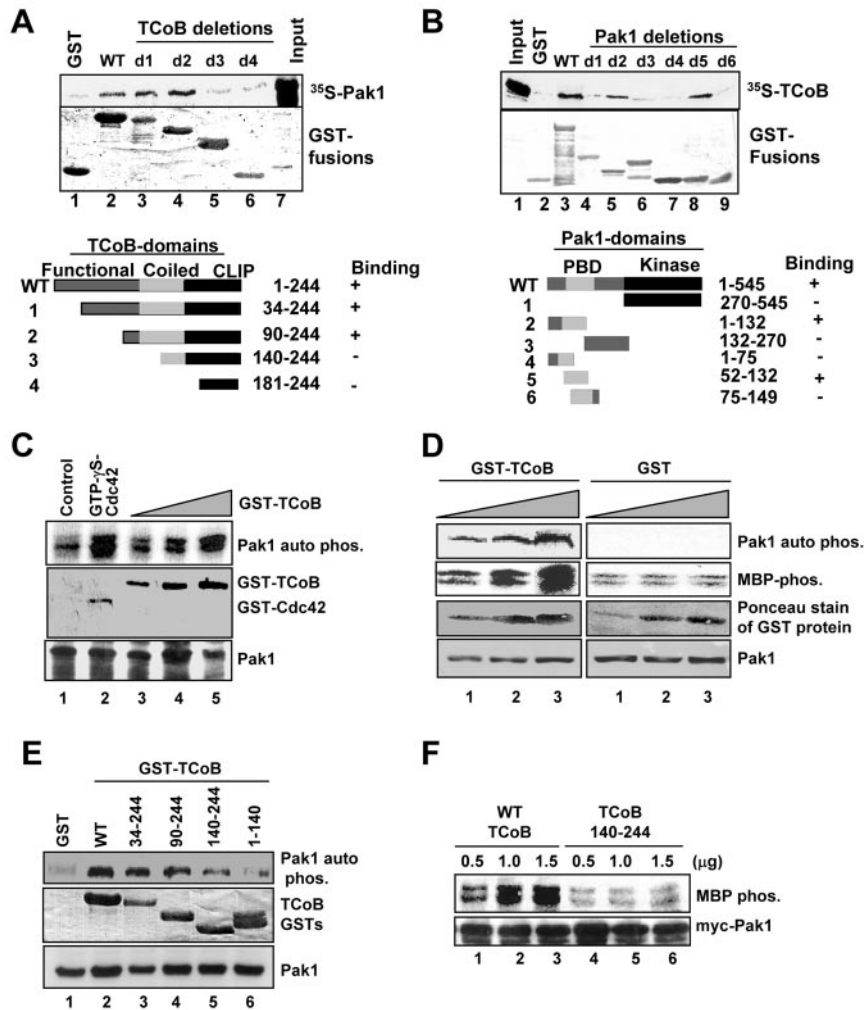 A
TCoB deletions
GST
WT d1 d2 d3 d4
Input
35S-Pak1
GST-
fusions
1 2 3 4 5 6 7
TCoB-domains
Functional Coiled CLIP Binding
WT 1-244 +
1 34-244 +
2 90-244 +
3 140-244 -
4 181-244 -
B
Input
GST
Pak1 deletions
WT d1 d2 d3 d4 d5 d6
35S-TCoB
GST-
Fusions
1 2 3 4 5 6 7 8 9
Pak1-domains
PBD Kinase Binding
WT 1-545 +
1 270-545 -
2 1-132 +
3 132-270 -
4 1-75 -
5 52-132 +
6 75-149 -
C
Control
GTP-γS-
Cdc42
GST-TCoB
Pak1 auto phos.
GST-TCoB
GST-Cdc42
Pak1
1 2 3 4 5
D
GST-TCoB GST
Pak1 auto phos.
MBP-phos.
Ponceau stain
of GST protein
Pak1
1 2 3 1 2 3
E
GST-TCoB
GST
WT
34-244
90-244
140-244
1-140
Pak1 auto
phos.
TCoB
GSTs
Pak1
1 2 3 4 5 6
F
WT TCoB
TCoB 140-244
0.5 1.0 1.5 0.5 1.0 1.5 (µg)
MBP phos.
myc-Pak1
1 2 3 4 5 6